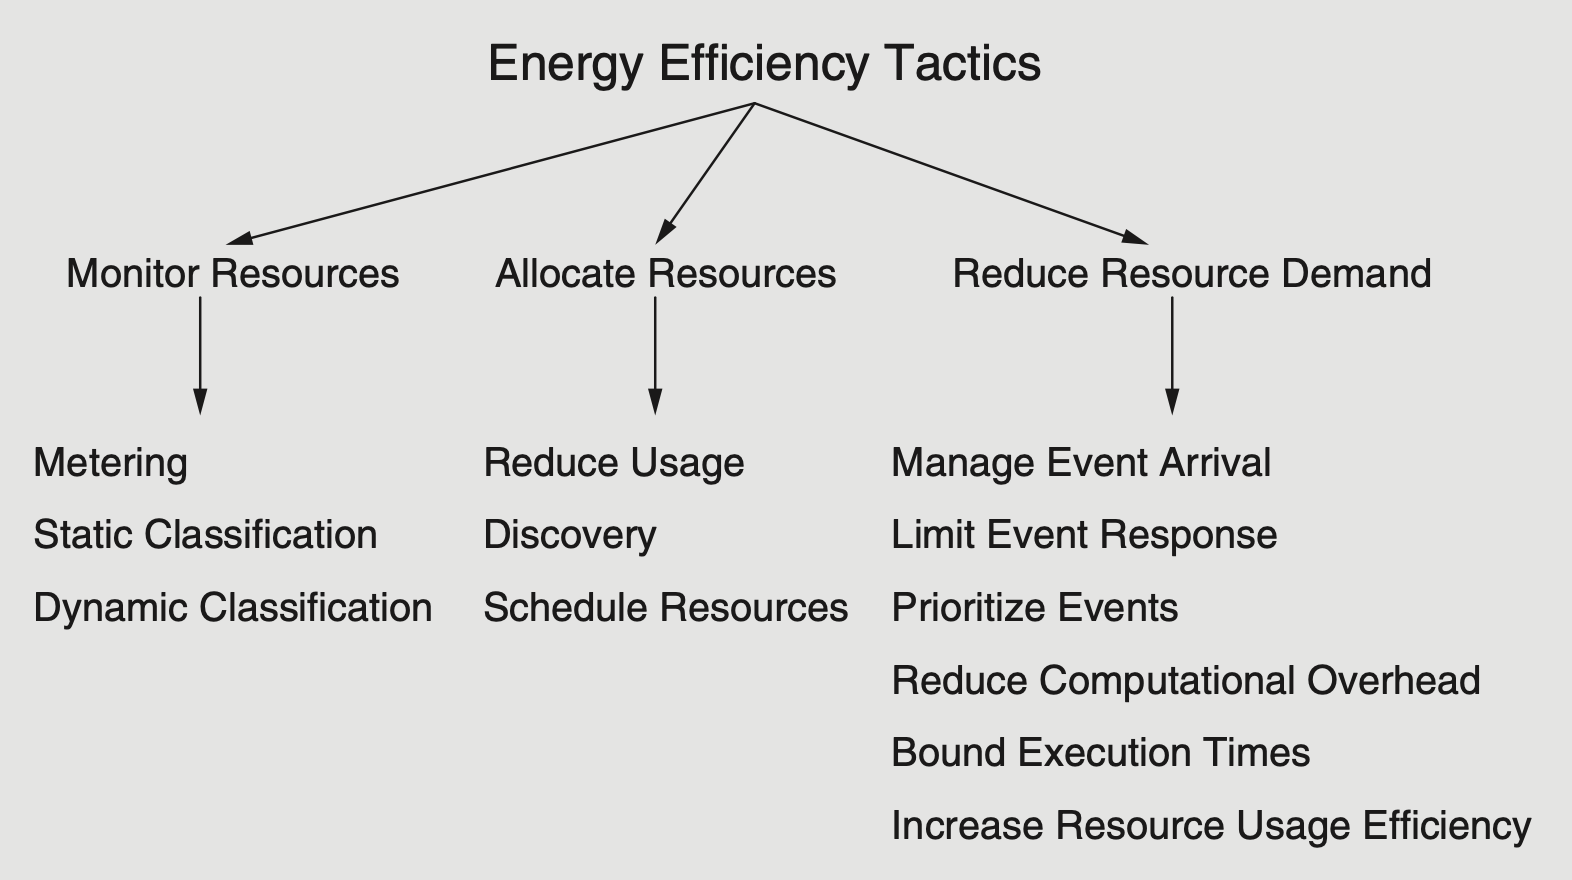 Energy Efficiency Tactics
Monitor Resources
Allocate Resources
Reduce Resource Demand
Metering
Static Classification
Dynamic Classification
Reduce Usage
Discovery
Schedule Resources
Manage Event Arrival
Limit Event Response
Prioritize Events
Reduce Computational Overhead
Bound Execution Times
Increase Resource Usage Efficiency